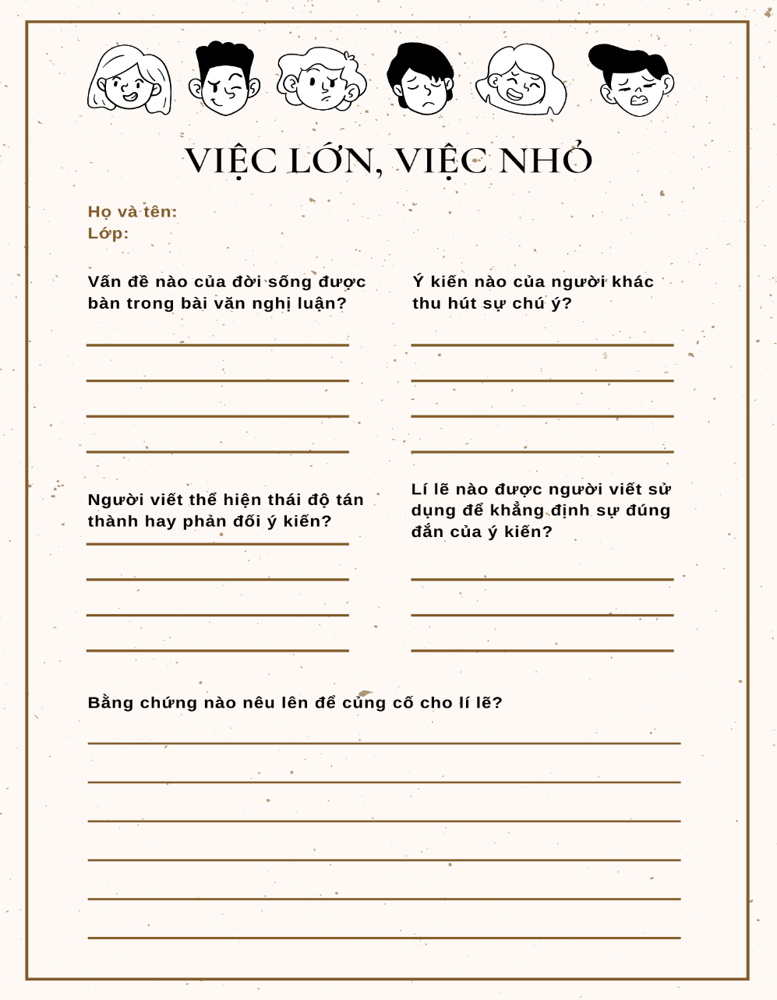 VIỆC LỚN, VIỆC NHỎ
Họ và tên:
Lớp:
Vấn đề nào của đời sống được
bàn trong bài văn nghị luận?
Ý kiến nào của người khác
thu hút sự chú ý?
Người viết thể hiện thái độ tán
thành hay phản đối ý kiến?
Lí lẽ nào được người viết sử
dụng để khẳng định sự đúng
đắn của ý kiến?
Bằng chứng nào nêu lên để củng cố cho lí lẽ?